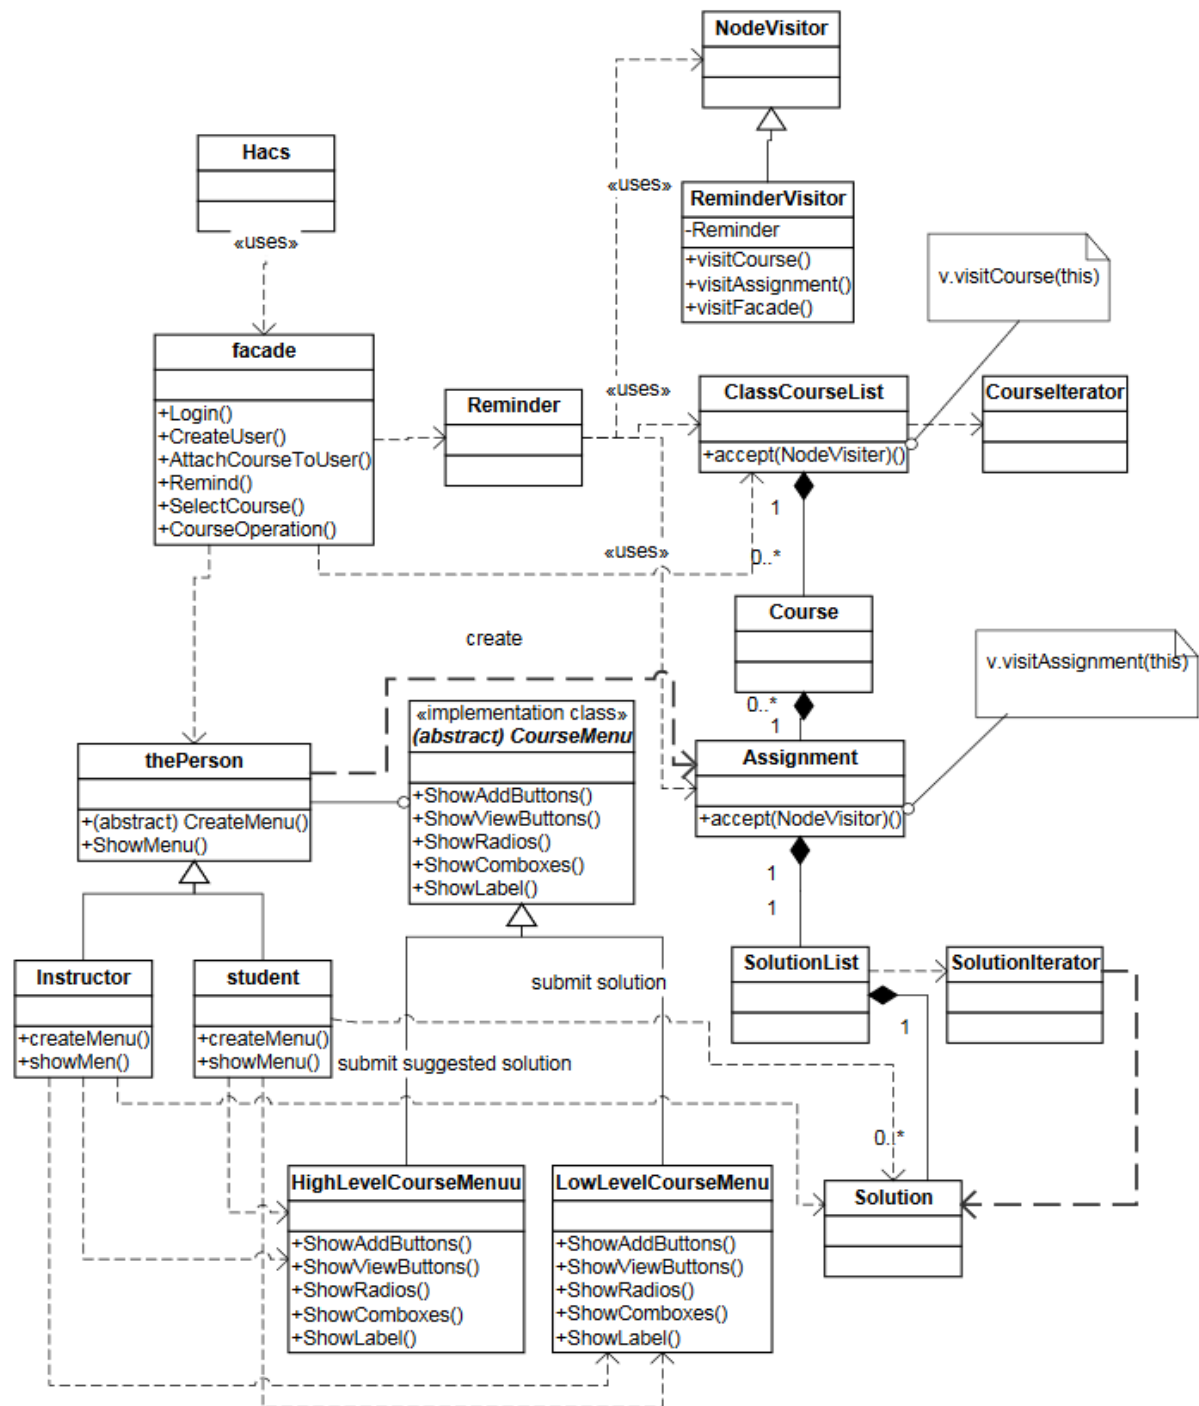 NodeVisitor
Hacs
«uses»
«uses»
ReminderVisitor
-Reminder
+visitCourse()
+visitAssignment()
+visitFacade()
v.visitCourse(this)
facade
+Login()
+CreateUser()
+AttachCourseToUser()
+Remind()
+SelectCourse()
+CourseOperation()
Reminder
«uses»
ClassCourseList
+accept(NodeVisiter)()
CourseIterator
1
«uses»
0..*
Course
create
v.visitAssignment(this)
0..*
1
«implementation class»
(abstract) CourseMenu
+ShowAddButtons()
+ShowViewButtons()
+ShowRadios()
+ShowComboxes()
+ShowLabel()
thePerson
+(abstract) CreateMenu()
+ShowMenu()
Assignment
+accept(NodeVisitor)()
1
1
Instructor
+createMenu()
+showMen()
student
+createMenu()
+showMenu()
submit solution
submit suggested solution
SolutionList
SolutionIterator
1
0..*
HighLevelCourseMenuu
+ShowAddButtons()
+ShowViewButtons()
+ShowRadios()
+ShowComboxes()
+ShowLabel()
LowLevelCourseMenu
+ShowAddButtons()
+ShowViewButtons()
+ShowRadios()
+ShowComboxes()
+ShowLabel()
Solution